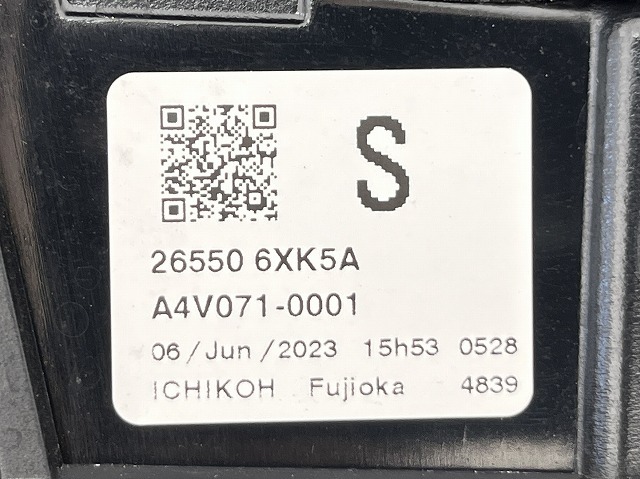 S
26550 6XK5A
A4V071-0001
06/Jun/2023 15h53 0528
ICHIKOH Fujioka 4839